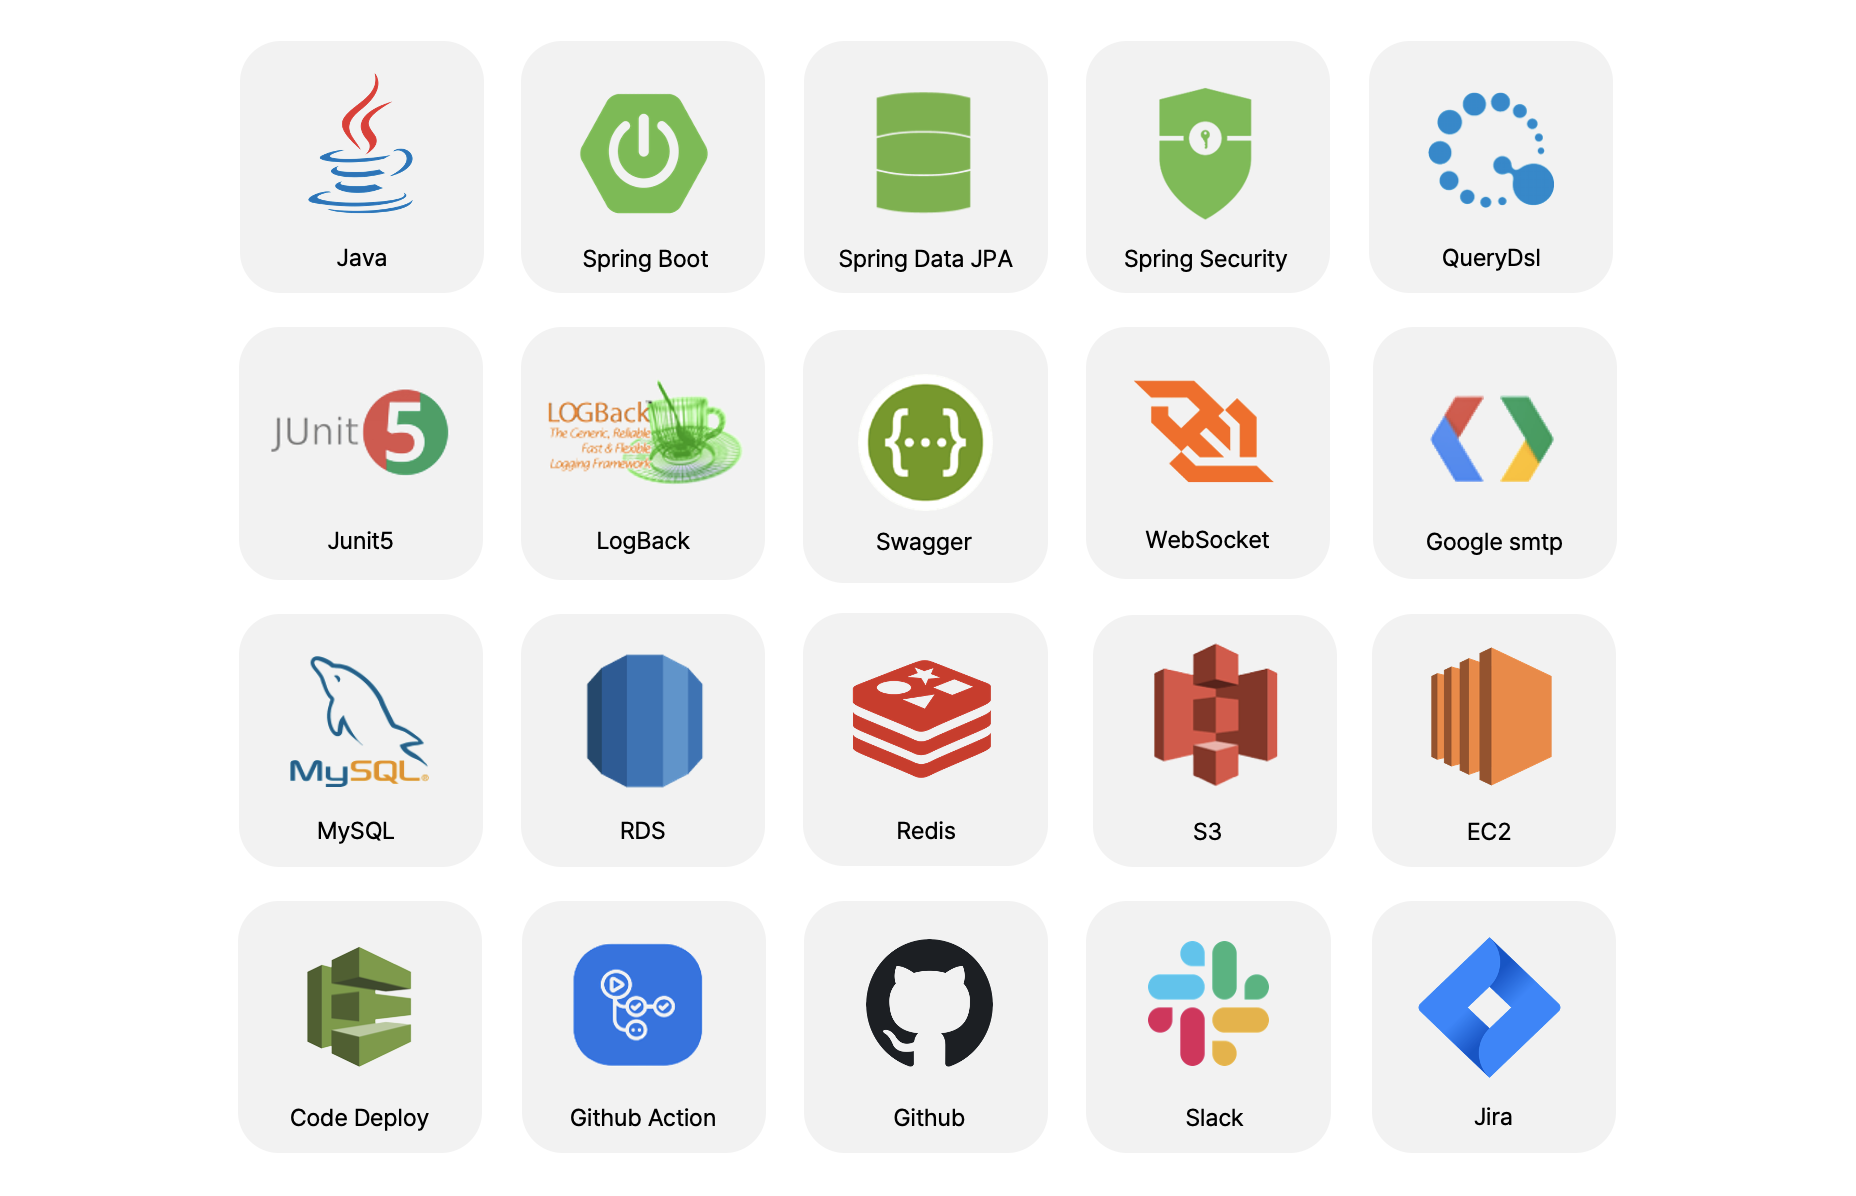 Java
Spring Boot
Spring Data JPA
Spring Security
QueryDsl
JUnit 5
Junit5
LOGBack
The Generic, Reliable
Fast & Flexible
Logging Framework
LogBack
{...}
Swagger
WebSocket
Google smtp
MySQL®
MySQL
RDS
Redis
S3
EC2
Code Deploy
Github Action
Github
Slack
Jira